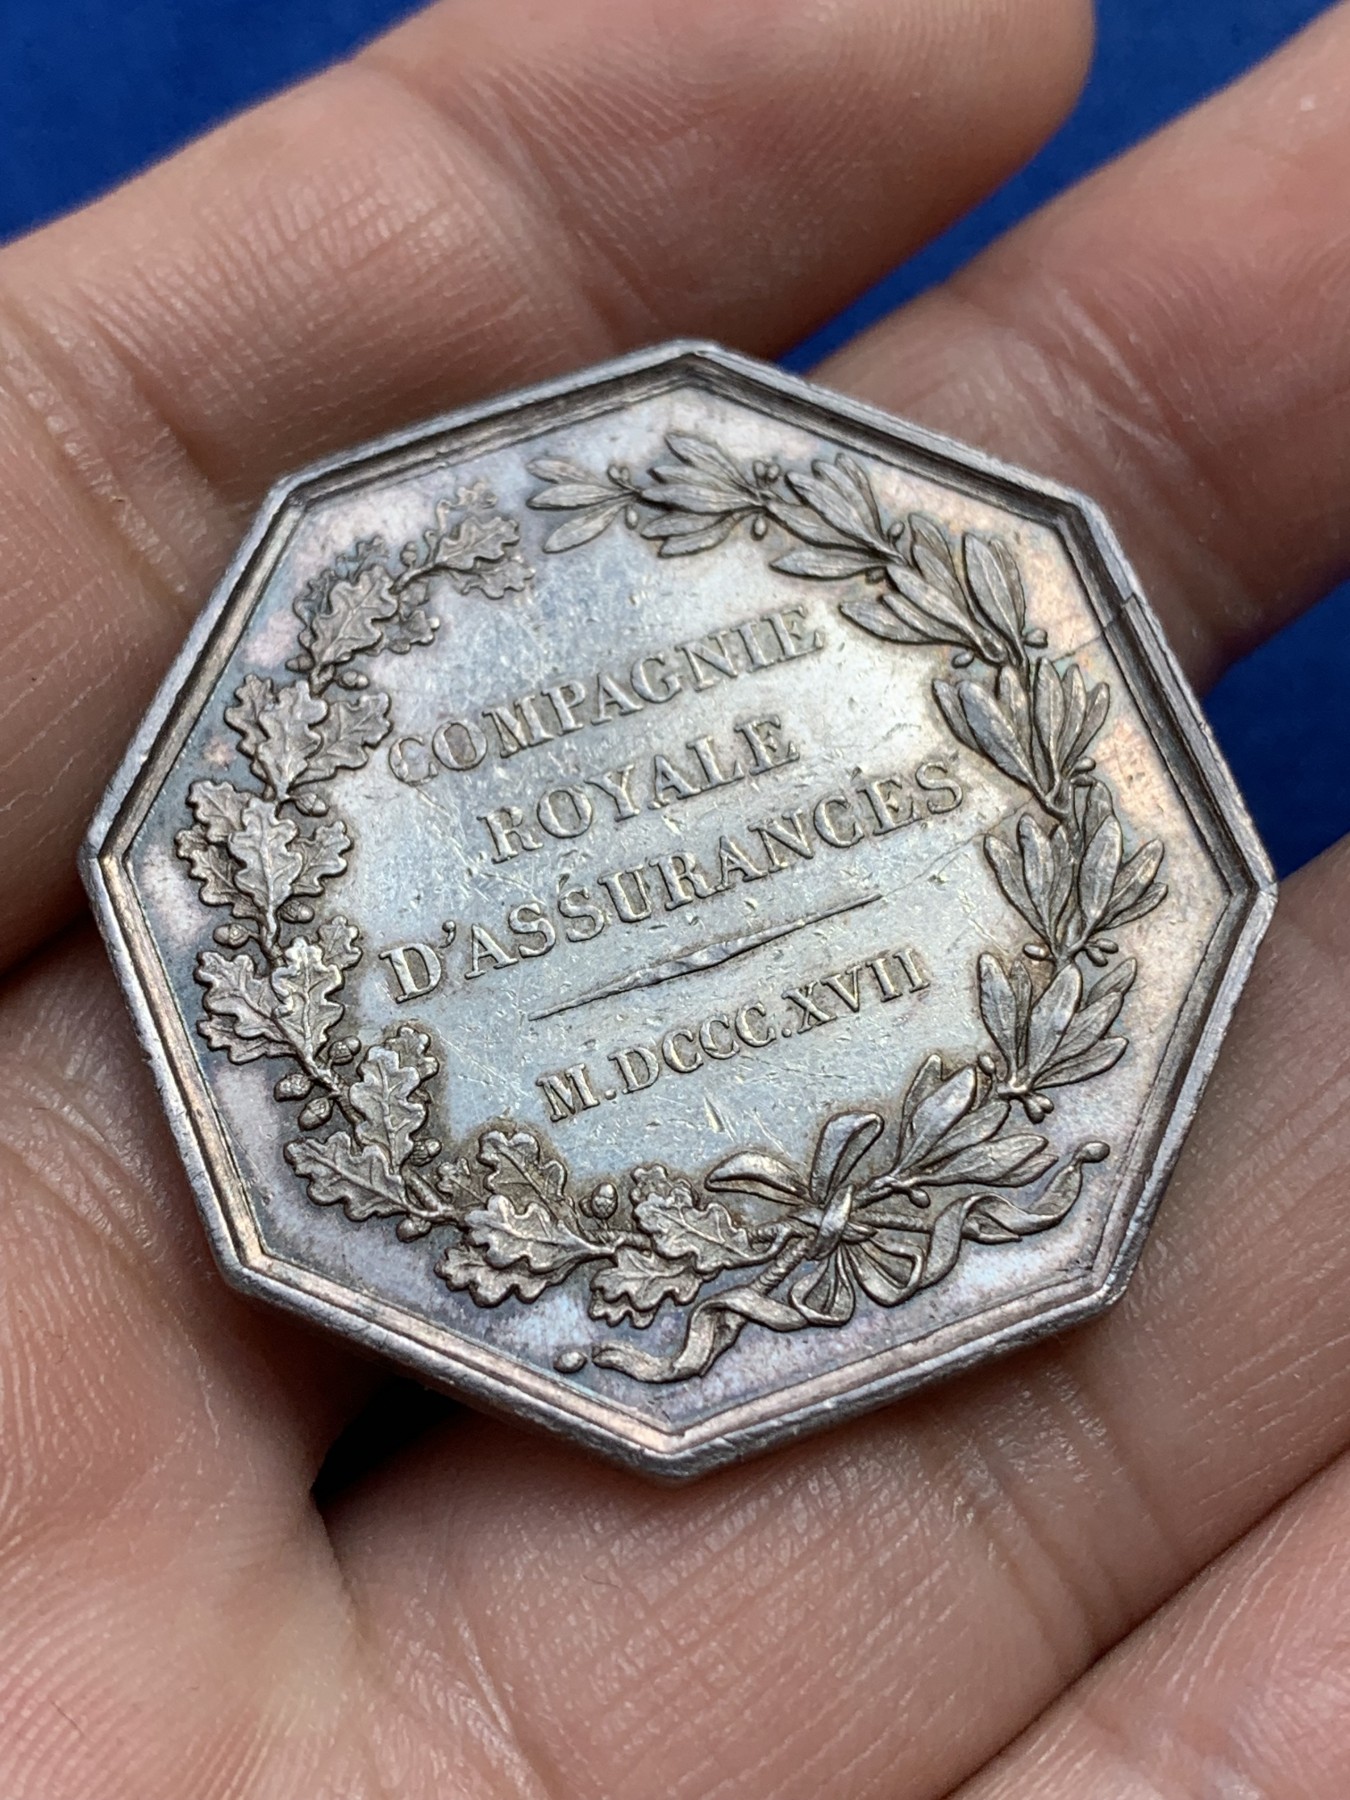 COMPAGNIE
ROYALE
D'ASSURANCES
M.DCCC.XVII